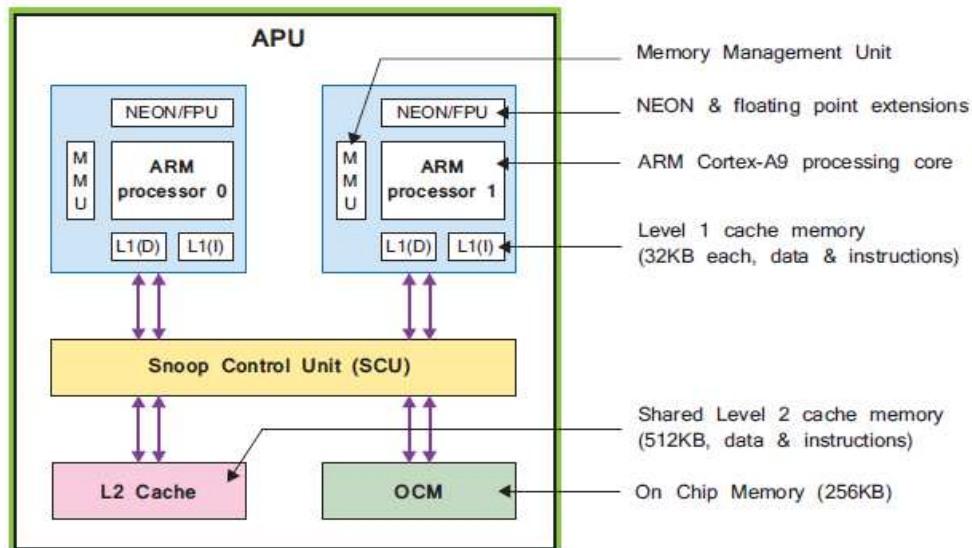 APU
Memory Management Unit
NEON/FPU
NEON/FPU
NEON & floating point extensions
M
M
U
ARM
processor 0
M
M
U
ARM
processor 1
ARM Cortex-A9 processing core
L1(D)
L1(I)
L1(D)
L1(I)
Level 1 cache memory
(32KB each, data & instructions)
Snoop Control Unit (SCU)
Shared Level 2 cache memory
(512KB, data & instructions)
L2 Cache
OCM
On Chip Memory (256KB)